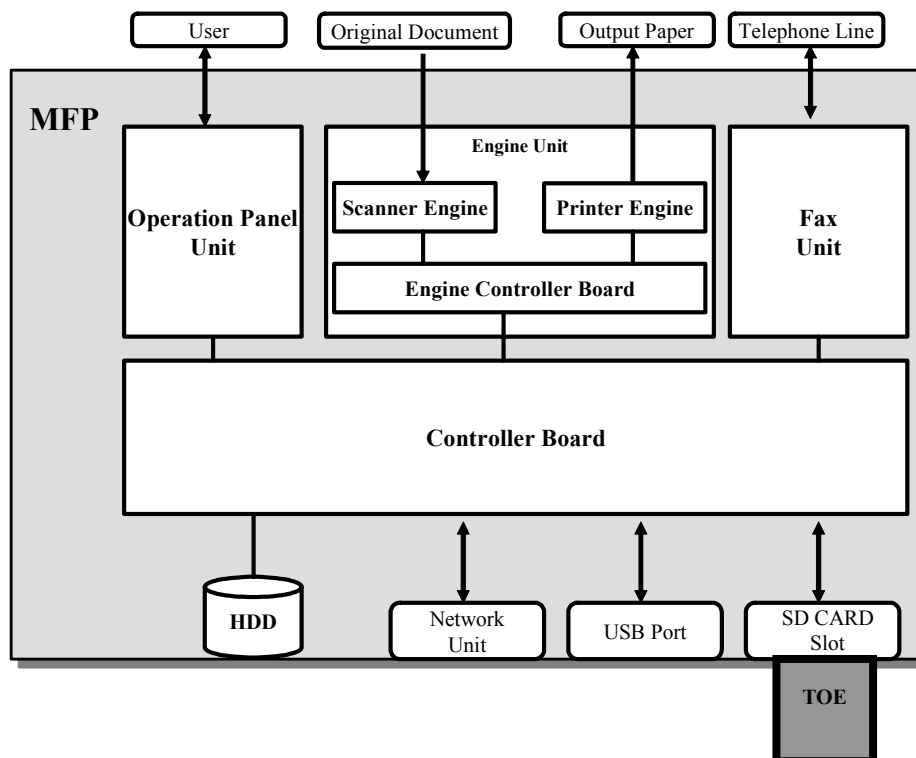 User
Original Document
Output Paper
Telephone Line
MFP
Engine Unit
Operation Panel
Unit
Scanner Engine
Printer Engine
Fax
Unit
Engine Controller Board
Controller Board
HDD
Network
Unit
USB Port
SD CARD
Slot
TOE